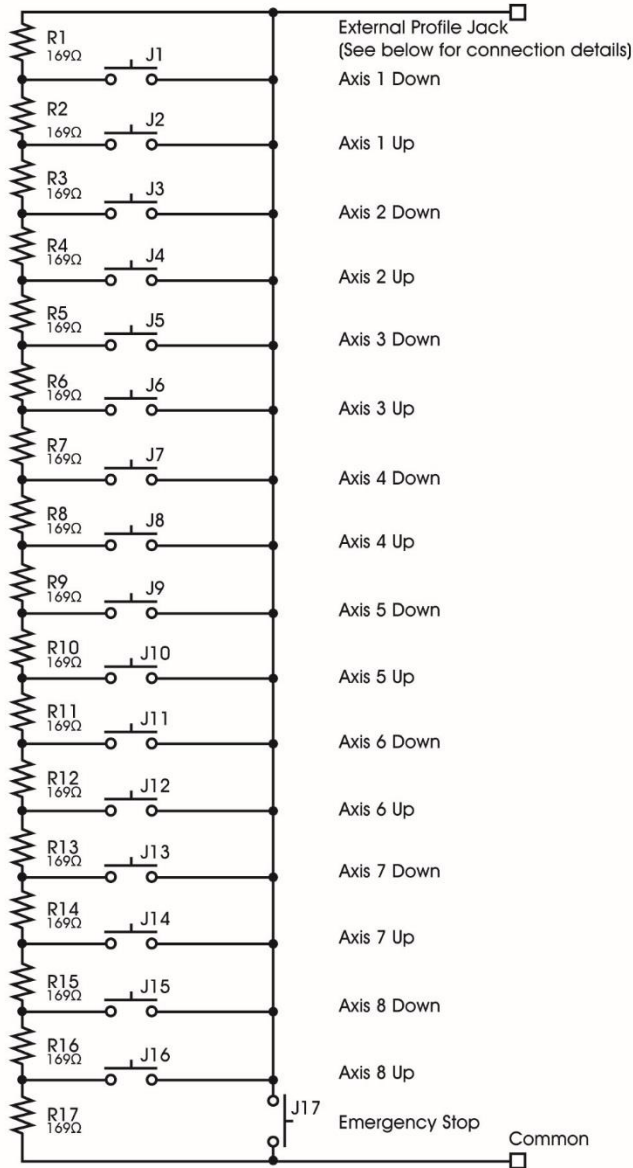 External Profile Jack
(See below for connection details)
R1
169Ω
J1
Axis 1 Down
R2
169Ω
J2
Axis 1 Up
R3
169Ω
J3
Axis 2 Down
R4
169Ω
J4
Axis 2 Up
R5
169Ω
J5
Axis 3 Down
R6
169Ω
J6
Axis 3 Up
R7
169Ω
J7
Axis 4 Down
R8
169Ω
J8
Axis 4 Up
R9
169Ω
J9
Axis 5 Down
R10
169Ω
J10
Axis 5 Up
R11
169Ω
J11
Axis 6 Down
R12
169Ω
J12
Axis 6 Up
R13
169Ω
J13
Axis 7 Down
R14
169Ω
J14
Axis 7 Up
R15
169Ω
J15
Axis 8 Down
R16
169Ω
J16
Axis 8 Up
R17
169Ω
J17
Emergency Stop
Common